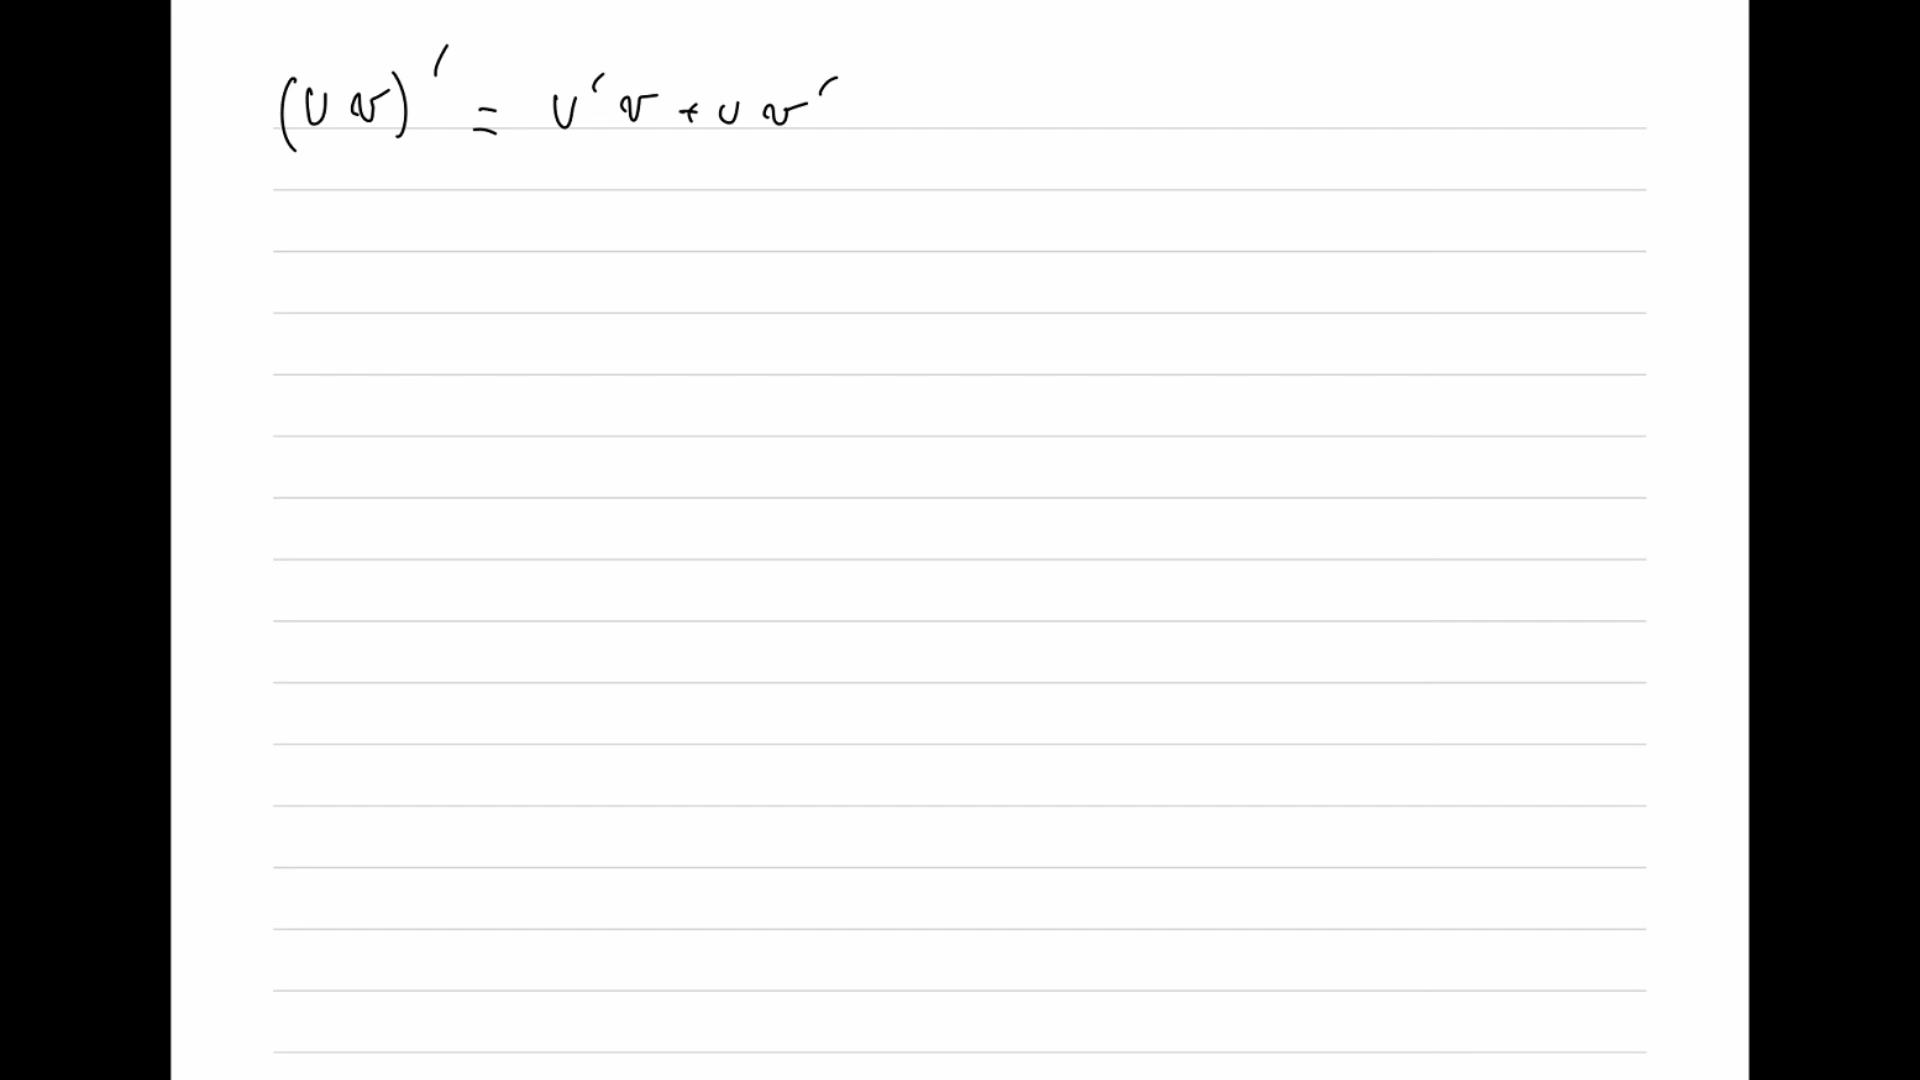 (uv)' = u'v + uv'